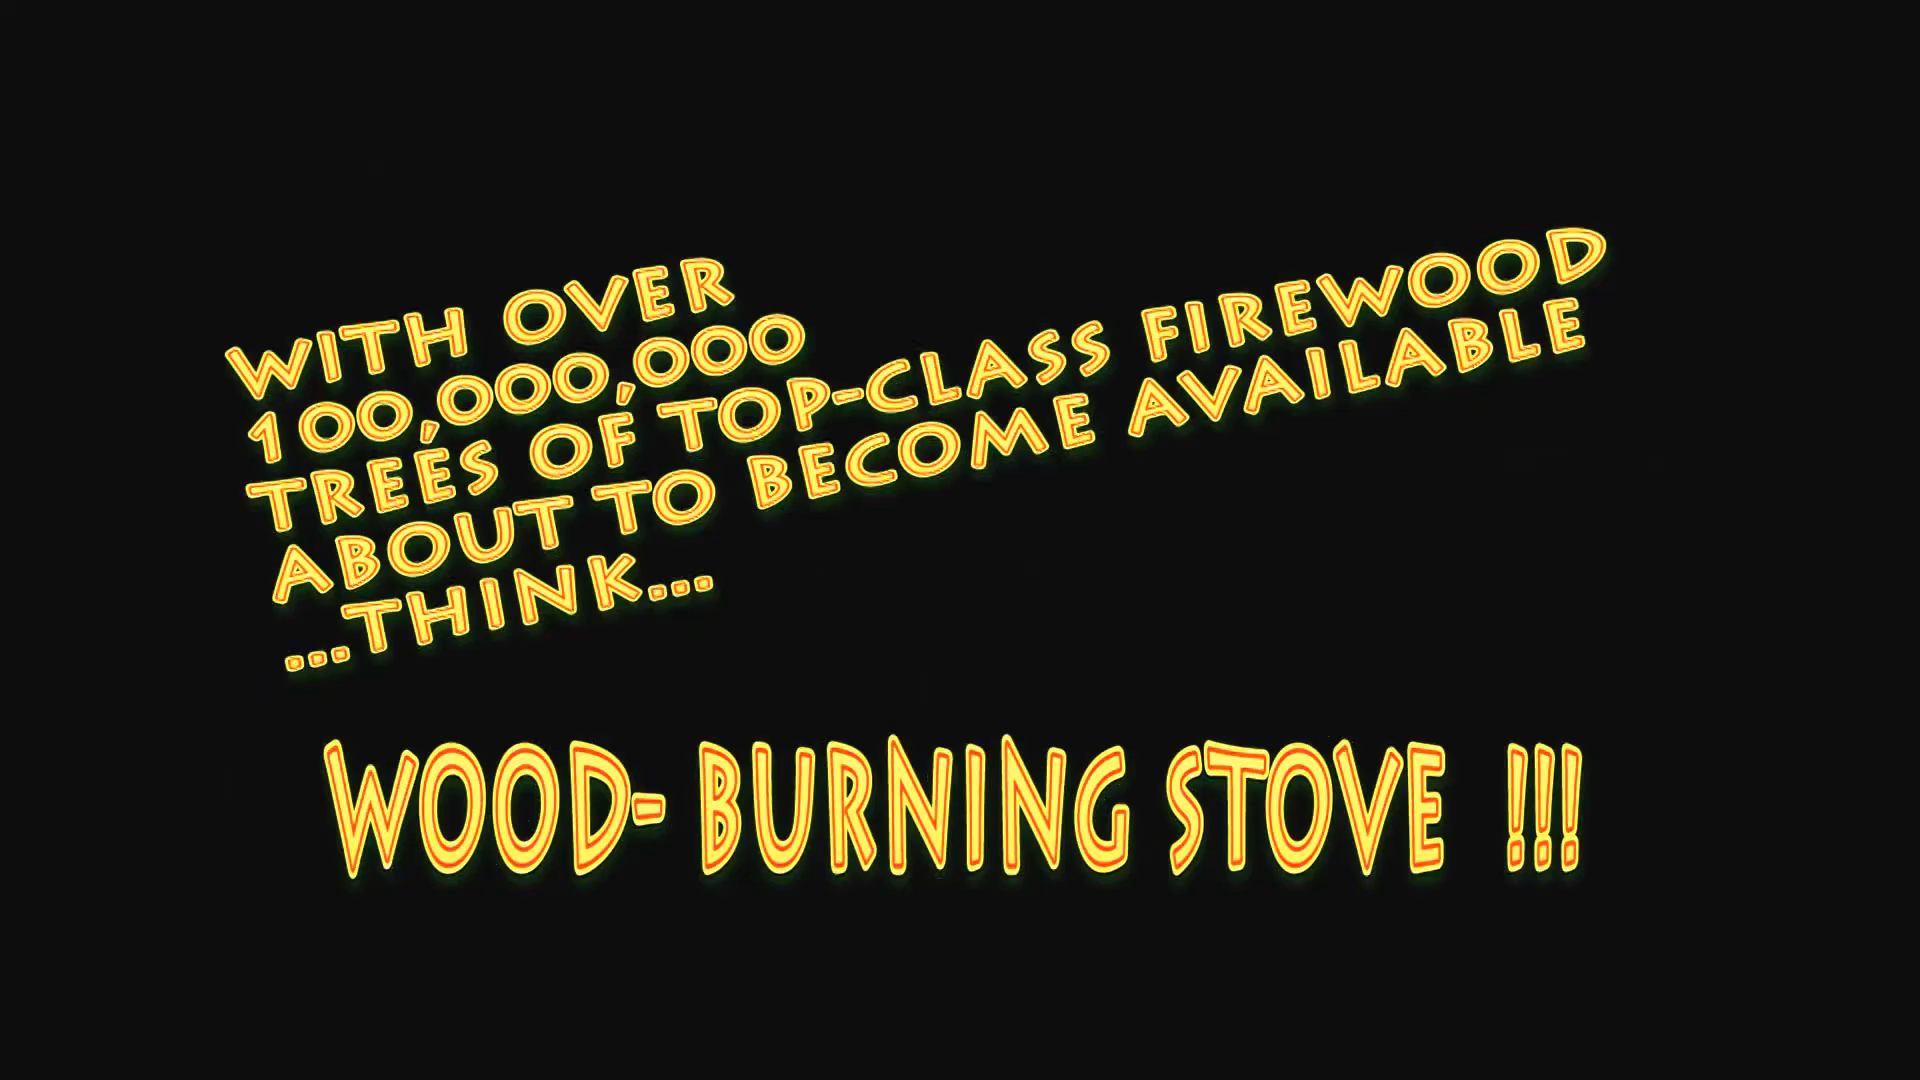 WITH OVER
100,000,000
TREES OF TOP-CLASS FIREWOOD
ABOUT TO BECOME AVAILABLE
...THINK...
WOOD- BURNING STOVE !!!